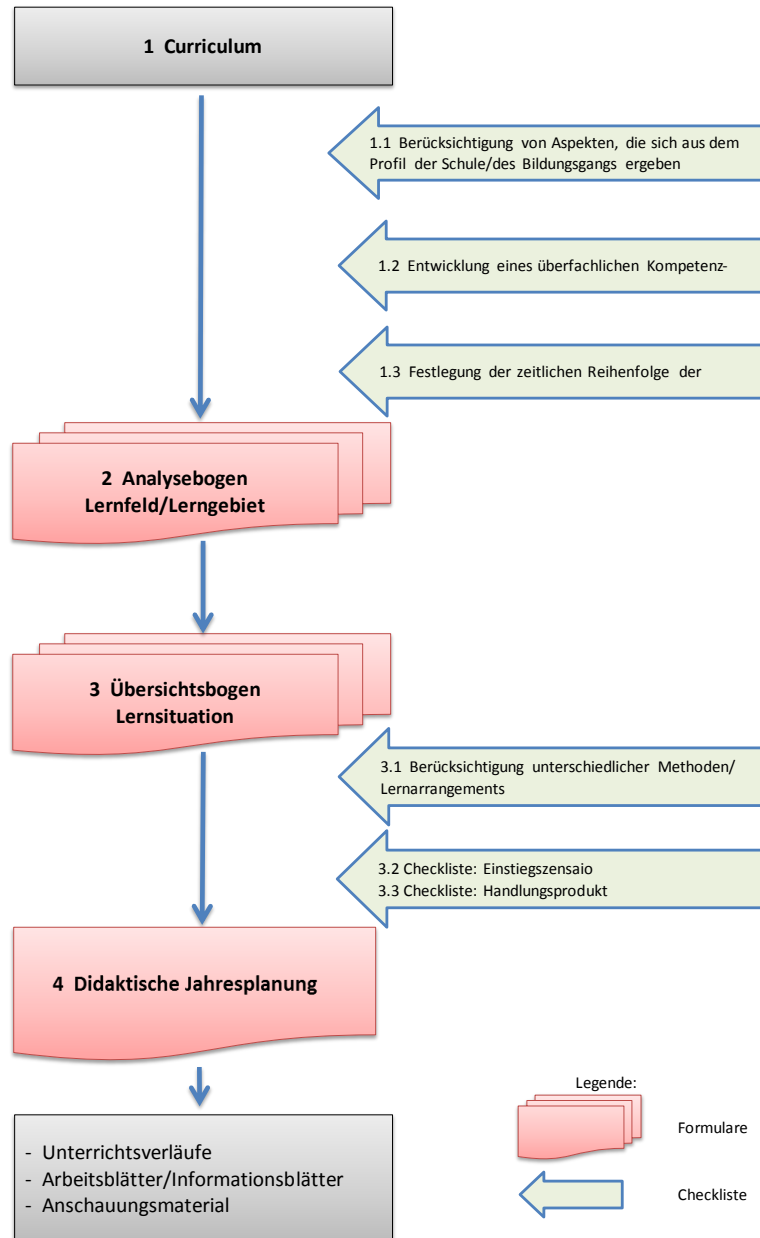 1 Curriculum
1.1 Berücksichtigung von Aspekten, die sich aus dem
Profil der Schule/des Bildungsgangs ergeben
1.2 Entwicklung eines überfachlichen Kompetenz-
1.3 Festlegung der zeitlichen Reihenfolge der
2 Analysebogen
Lernfeld/Lerngebiet
3 Übersichtsbogen
Lernsituation
3.1 Berücksichtigung unterschiedlicher Methoden/
Lernarrangements
3.2 Checkliste: Einstiegszensaio
3.3 Checkliste: Handlungsprodukt
4 Didaktische Jahresplanung
- Unterrichtsverläufe
- Arbeitsblätter/Informationsblätter
- Anschauungsmaterial
Legende:
Formulare
Checkliste